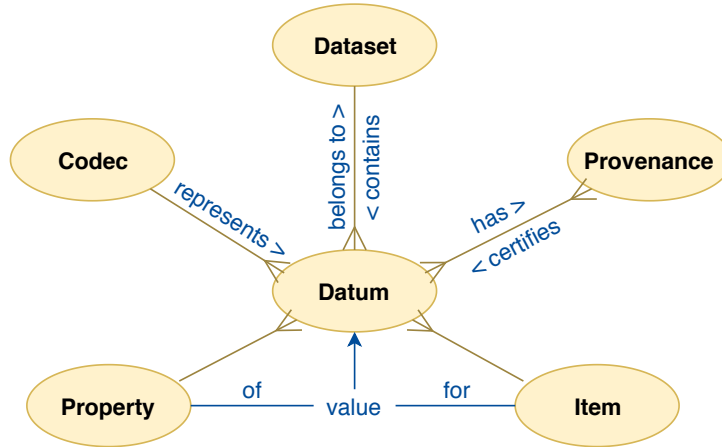 Dataset
Codec
Provenance
represents >
belongs to >
< contains
has >
< certifies
Datum
Property
of
value
for
Item